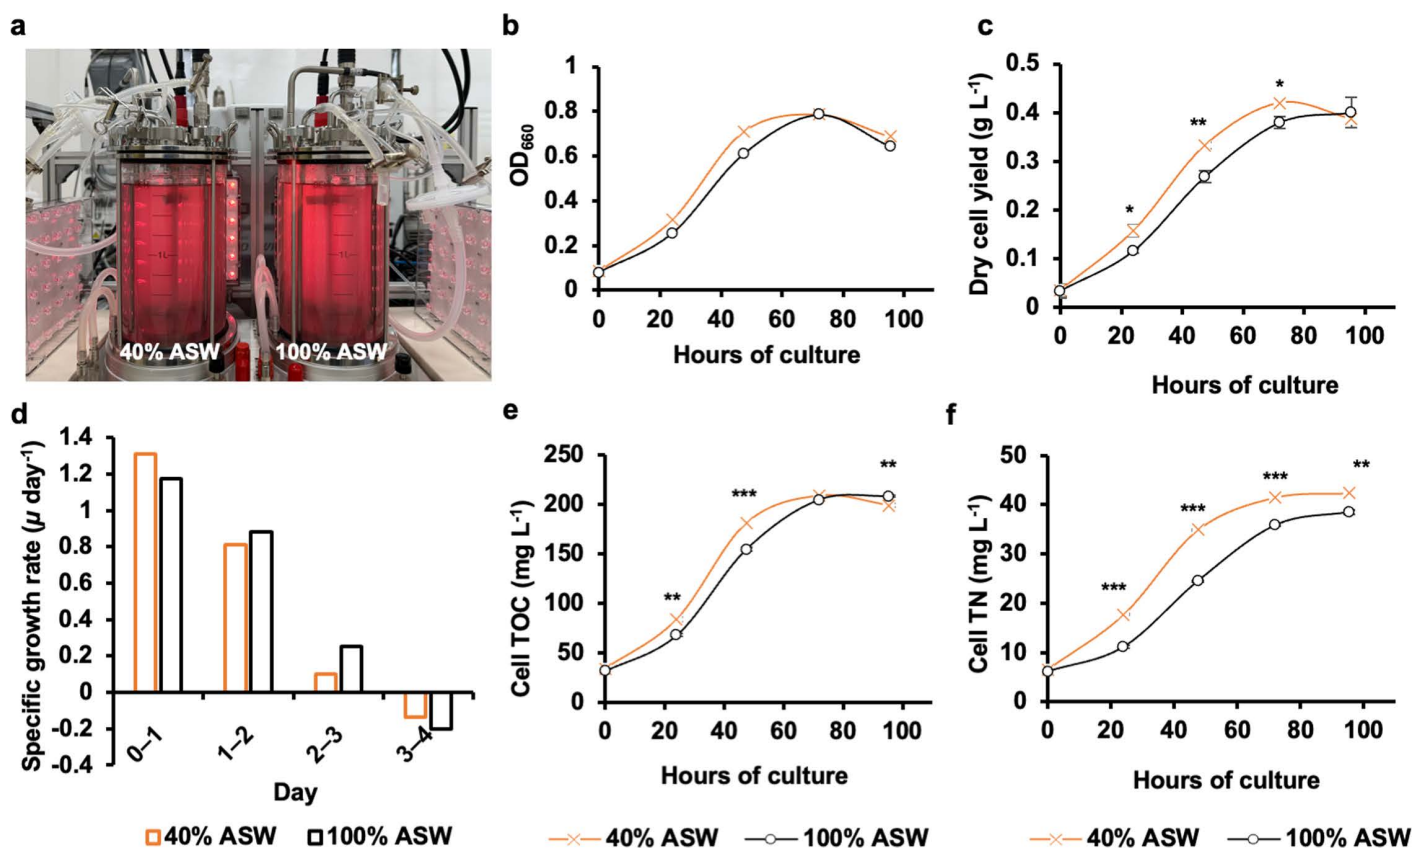 a
1L
1L
40% ASW
100% ASW
b
1
0.8
0.6
0.4
0.2
0
OD660
0 20 40 60 80 100
Hours of culture
c
0.5
0.4
0.3
0.2
0.1
0
Dry cell yield (g L-1)
*
**
*
0 20 40 60 80 100
Hours of culture
d
1.4
1.2
1
0.8
0.6
0.4
0.2
0
-0.2
-0.4
Specific growth rate (µ day-1)
0–1 1–2 2–3 3–4
Day
40% ASW 100% ASW
e
250
200
150
100
50
0
Cell TOC (mg L-1)
**
***
**
0 20 40 60 80 100
Hours of culture
40% ASW 100% ASW
f
50
40
30
20
10
0
Cell TN (mg L-1)
***
***
***
**
0 20 40 60 80 100
Hours of culture
40% ASW 100% ASW